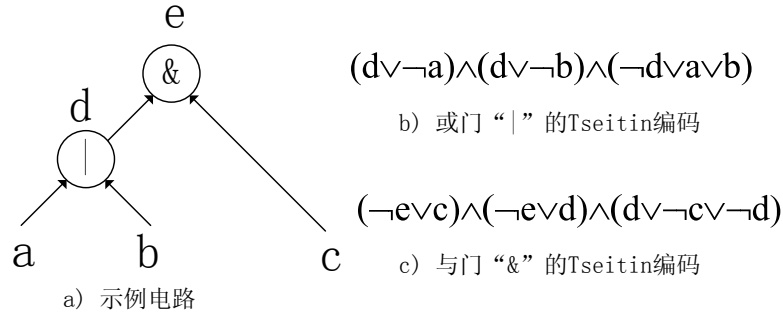 e
&
d
|
a
b
c
a) 示例电路
(d∨¬a)∧(d∨¬b)∧(¬d∨a∨b)
b) 或门“|”的Tseitin编码
(¬e∨c)∧(¬e∨d)∧(d∨¬c∨¬d)
c) 与门“&”的Tseitin编码